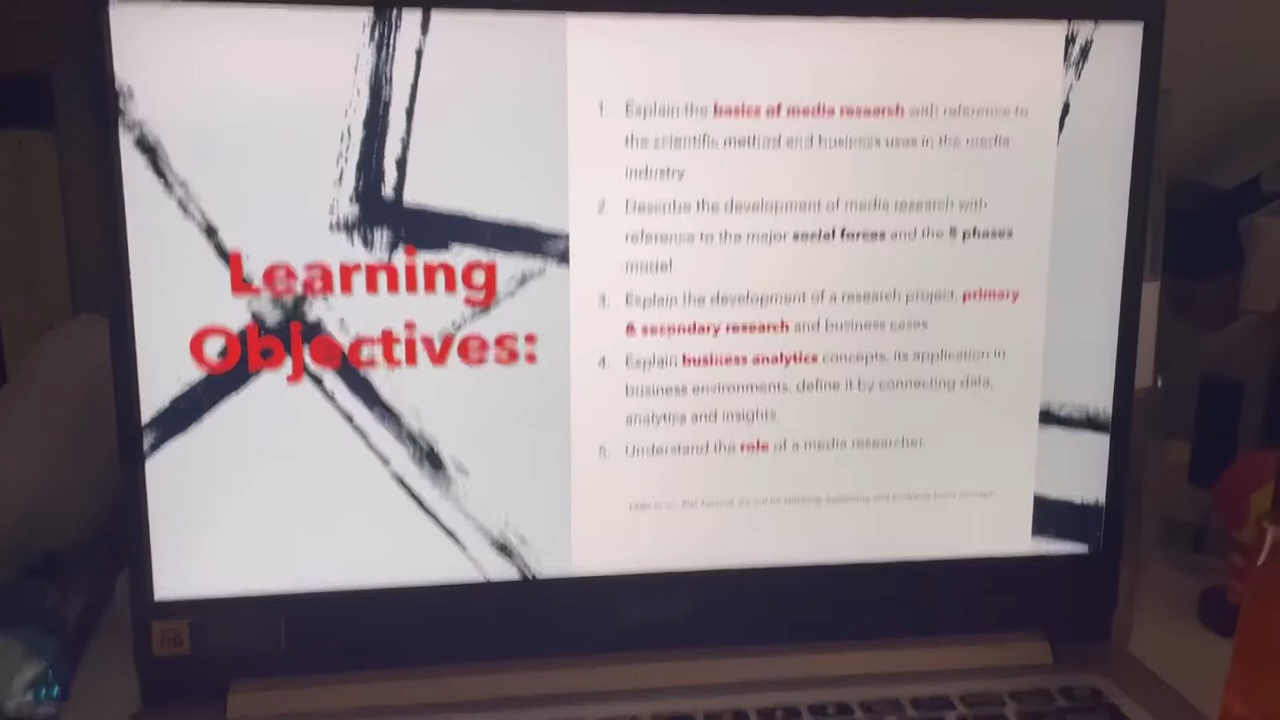 Learning
Objectives:
1. Explain the basics of media research with reference to
the scientific method and business uses in the media
industry
2. Describe the development of media research with
reference to the major social forces and the 5 phases
model.
3. Explain the development of a research project, primary
& secondary research and business cases
4. Explain business analytics concepts, its application in
business environments, define it by connecting data,
analytics and insights.
5. Understand the role of a media researcher.